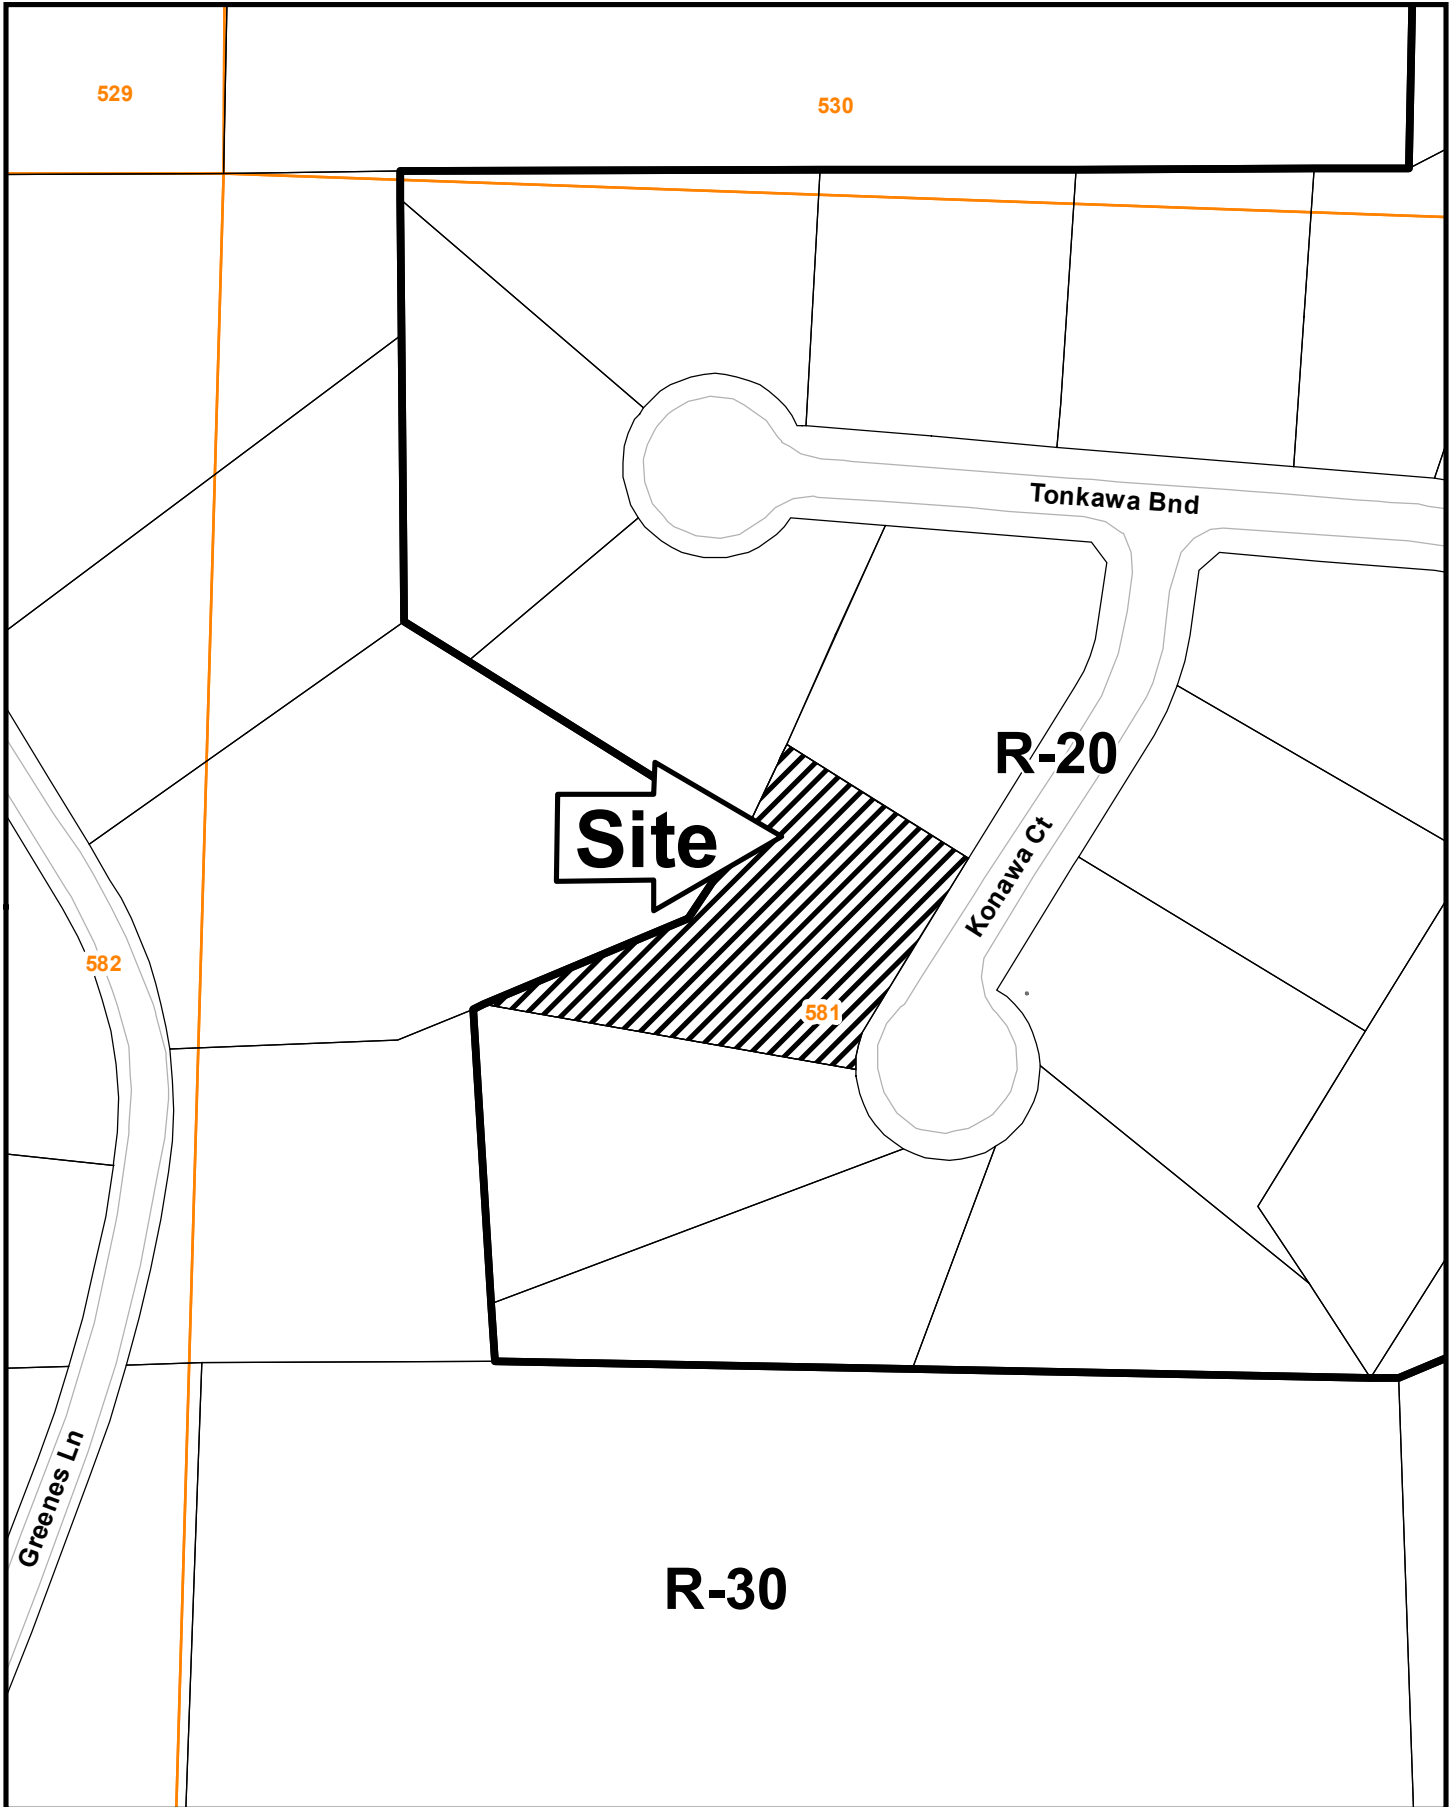 529
530
Tonkawa Bnd
R-20
Site
Konawa Ct
582
581
Greenes Ln
R-30